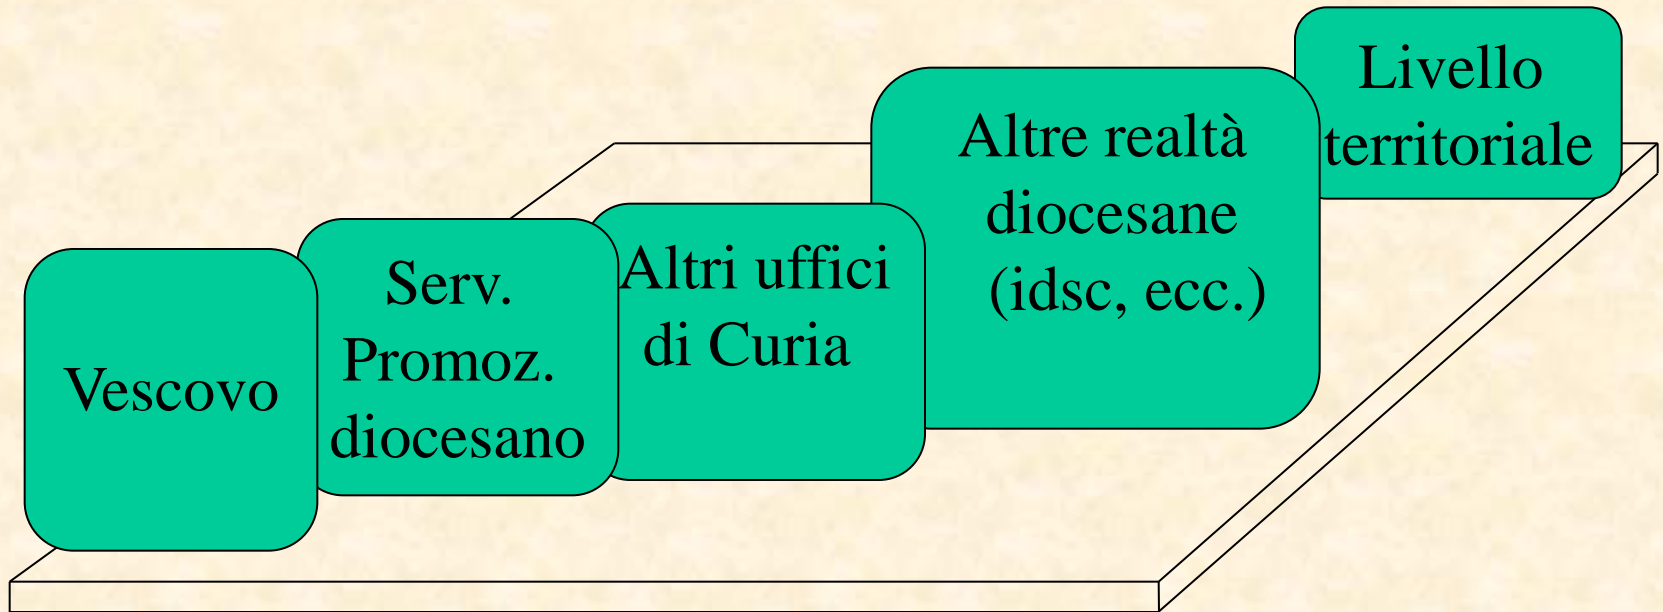 Vescovo
Serv.
Promoz.
diocesano
Altri uffici
di Curia
Altre realtà
diocesane
(idsc, ecc.)
Livello
territoriale